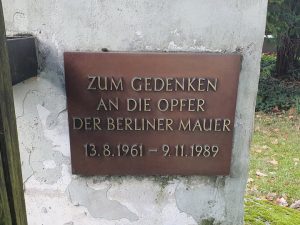 ZUM GEDENKEN
AN DIE OPFER
DER BERLINER MAUER
13.8.1961 – 9.11.1989